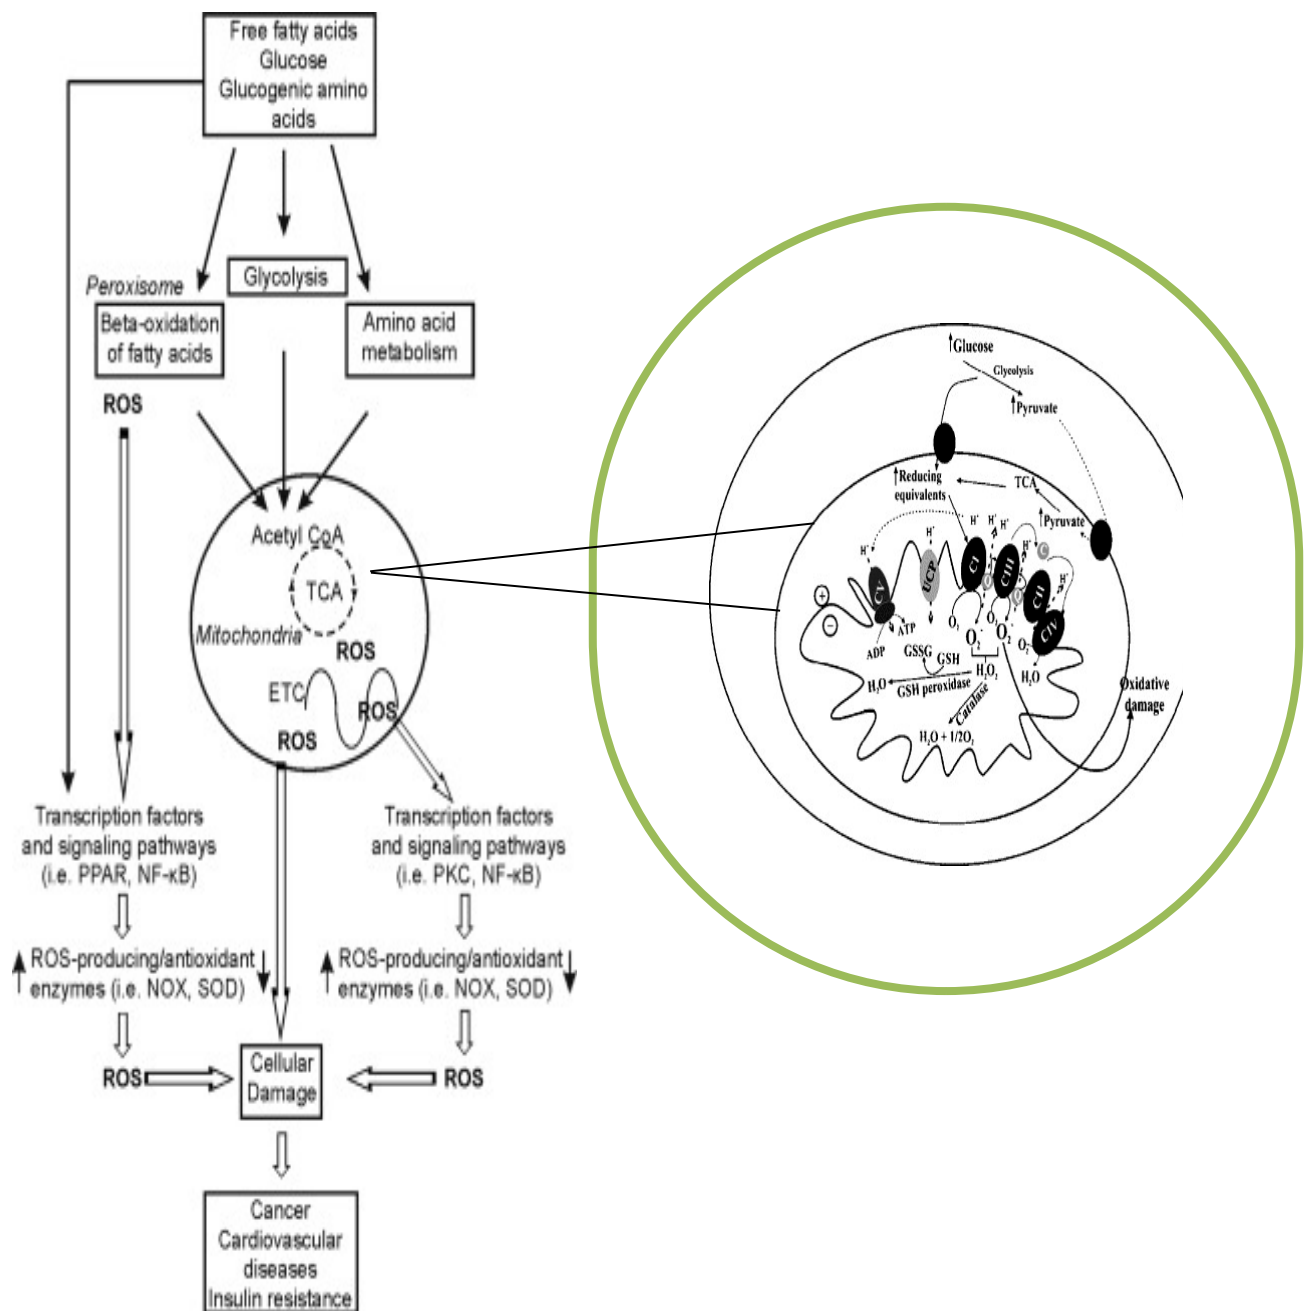 Free fatty acids
Glucose
Glucogenic amino
acids
Peroxisome
Glycolysis
Beta-oxidation
of fatty acids
Amino acid
metabolism
ROS
Acetyl CoA
TCA
Mitochondria
ROS
ETC
ROS
ROS
Transcription factors
and signaling pathways
(i.e. PPAR, NF-κB)
Transcription factors
and signaling pathways
(i.e. PKC, NF-κB)
ROS-producing/antioxidant
enzymes (i.e. NOX, SOD)
ROS-producing/antioxidant
enzymes (i.e. NOX, SOD)
ROS
Cellular
Damage
ROS
Cancer
Cardiovascular
diseases
Insulin resistance
↑Glucose
Glycolysis
↑Pyruvate
↑Reducing
equivalents
TCA
↑Pyruvate
H⁺
H⁺
H⁺
H⁺
H⁺
H⁺
H⁺
C
CV
UCP
CI
CIII
CII
CIV
+
−
ADP
ATP
O₂
O₂
O₂
O₂⁻
O₂⁻
GSSG
GSH
H₂O
GSH peroxidase
H₂O₂
H₂O
Catalase
H₂O + 1/2O₂
Oxidative
damage